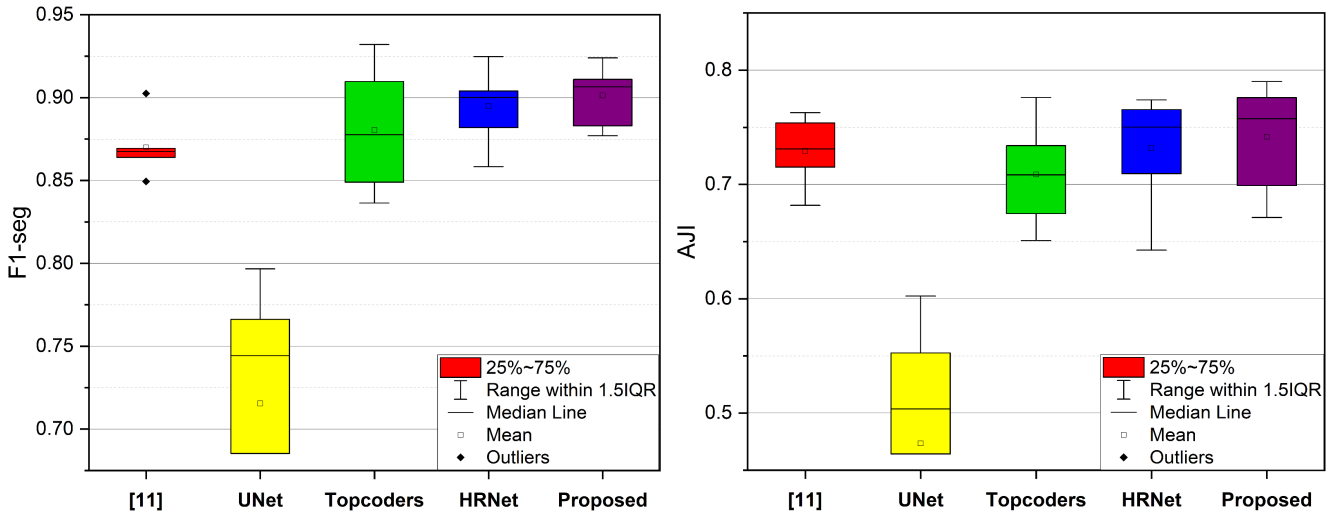 0.95
0.90
0.85
0.80
0.75
0.70
F1-seg
25%~75%
Range within 1.5IQR
Median Line
Mean
Outliers
[11] UNet Topcoders HRNet Proposed
0.8
0.7
0.6
0.5
AJI
25%~75%
Range within 1.5IQR
Median Line
Mean
Outliers
[11] UNet Topcoders HRNet Proposed